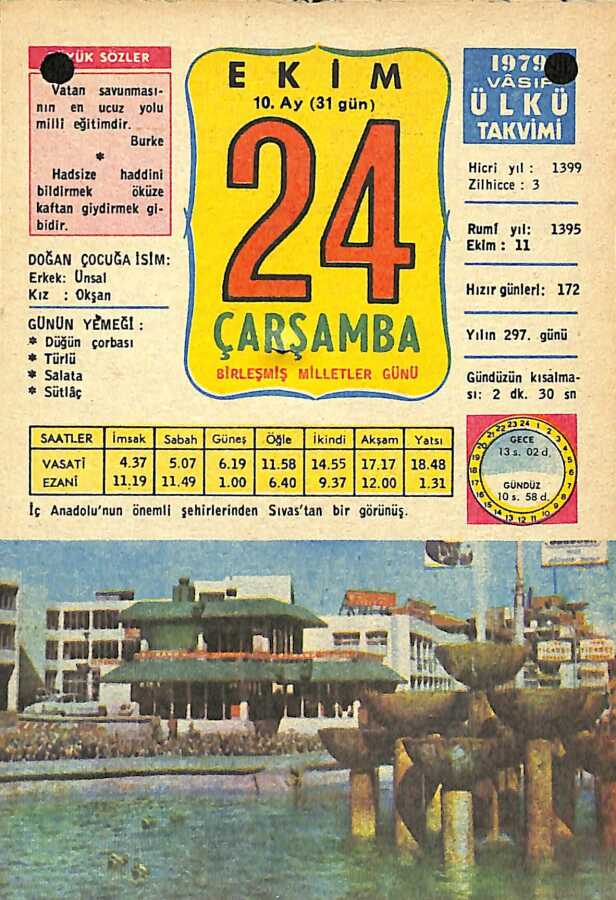 YÜK SÖZLER
Vatan savunması-
nın en ucuz yolu
milli eğitimdir.
Burke
*
Hadsize haddini
bildirmek öküze
kaftan giydirmek gi-
bidir.
DOĞAN ÇOCUĞA İSİM:
Erkek: Ünsal
Kız : Okşan
GÜNÜN YEMEĞİ :
* Düğün çorbası
* Türlü
* Salata
* Sütlâç
EKİM
10. Ay (31 gün)
24
ÇARŞAMBA
BİRLEŞMİŞ MİLLETLER GÜNÜ
1979
VÂSIF
ÜLKÜ
TAKVİMİ
Hicri yıl : 1399
Zilhicce : 3
Rumî yıl: 1395
Ekim : 11
Hızır günleri: 172
Yılın 297. günü
Gündüzün kısalma-
sı: 2 dk. 30 sn
SAATLER İmsak Sabah Güneş Öğle İkindi Akşam Yatsı
VASATİ 4.37 5.07 6.19 11.58 14.55 17.17 18.48
EZANİ 11.19 11.49 1.00 6.40 9.37 12.00 1.31
GECE
13 s. 02 d.
GÜNDÜZ
10 s. 58 d.
İç Anadolu'nun önemli şehirlerinden Sıvas'tan bir görünüş.